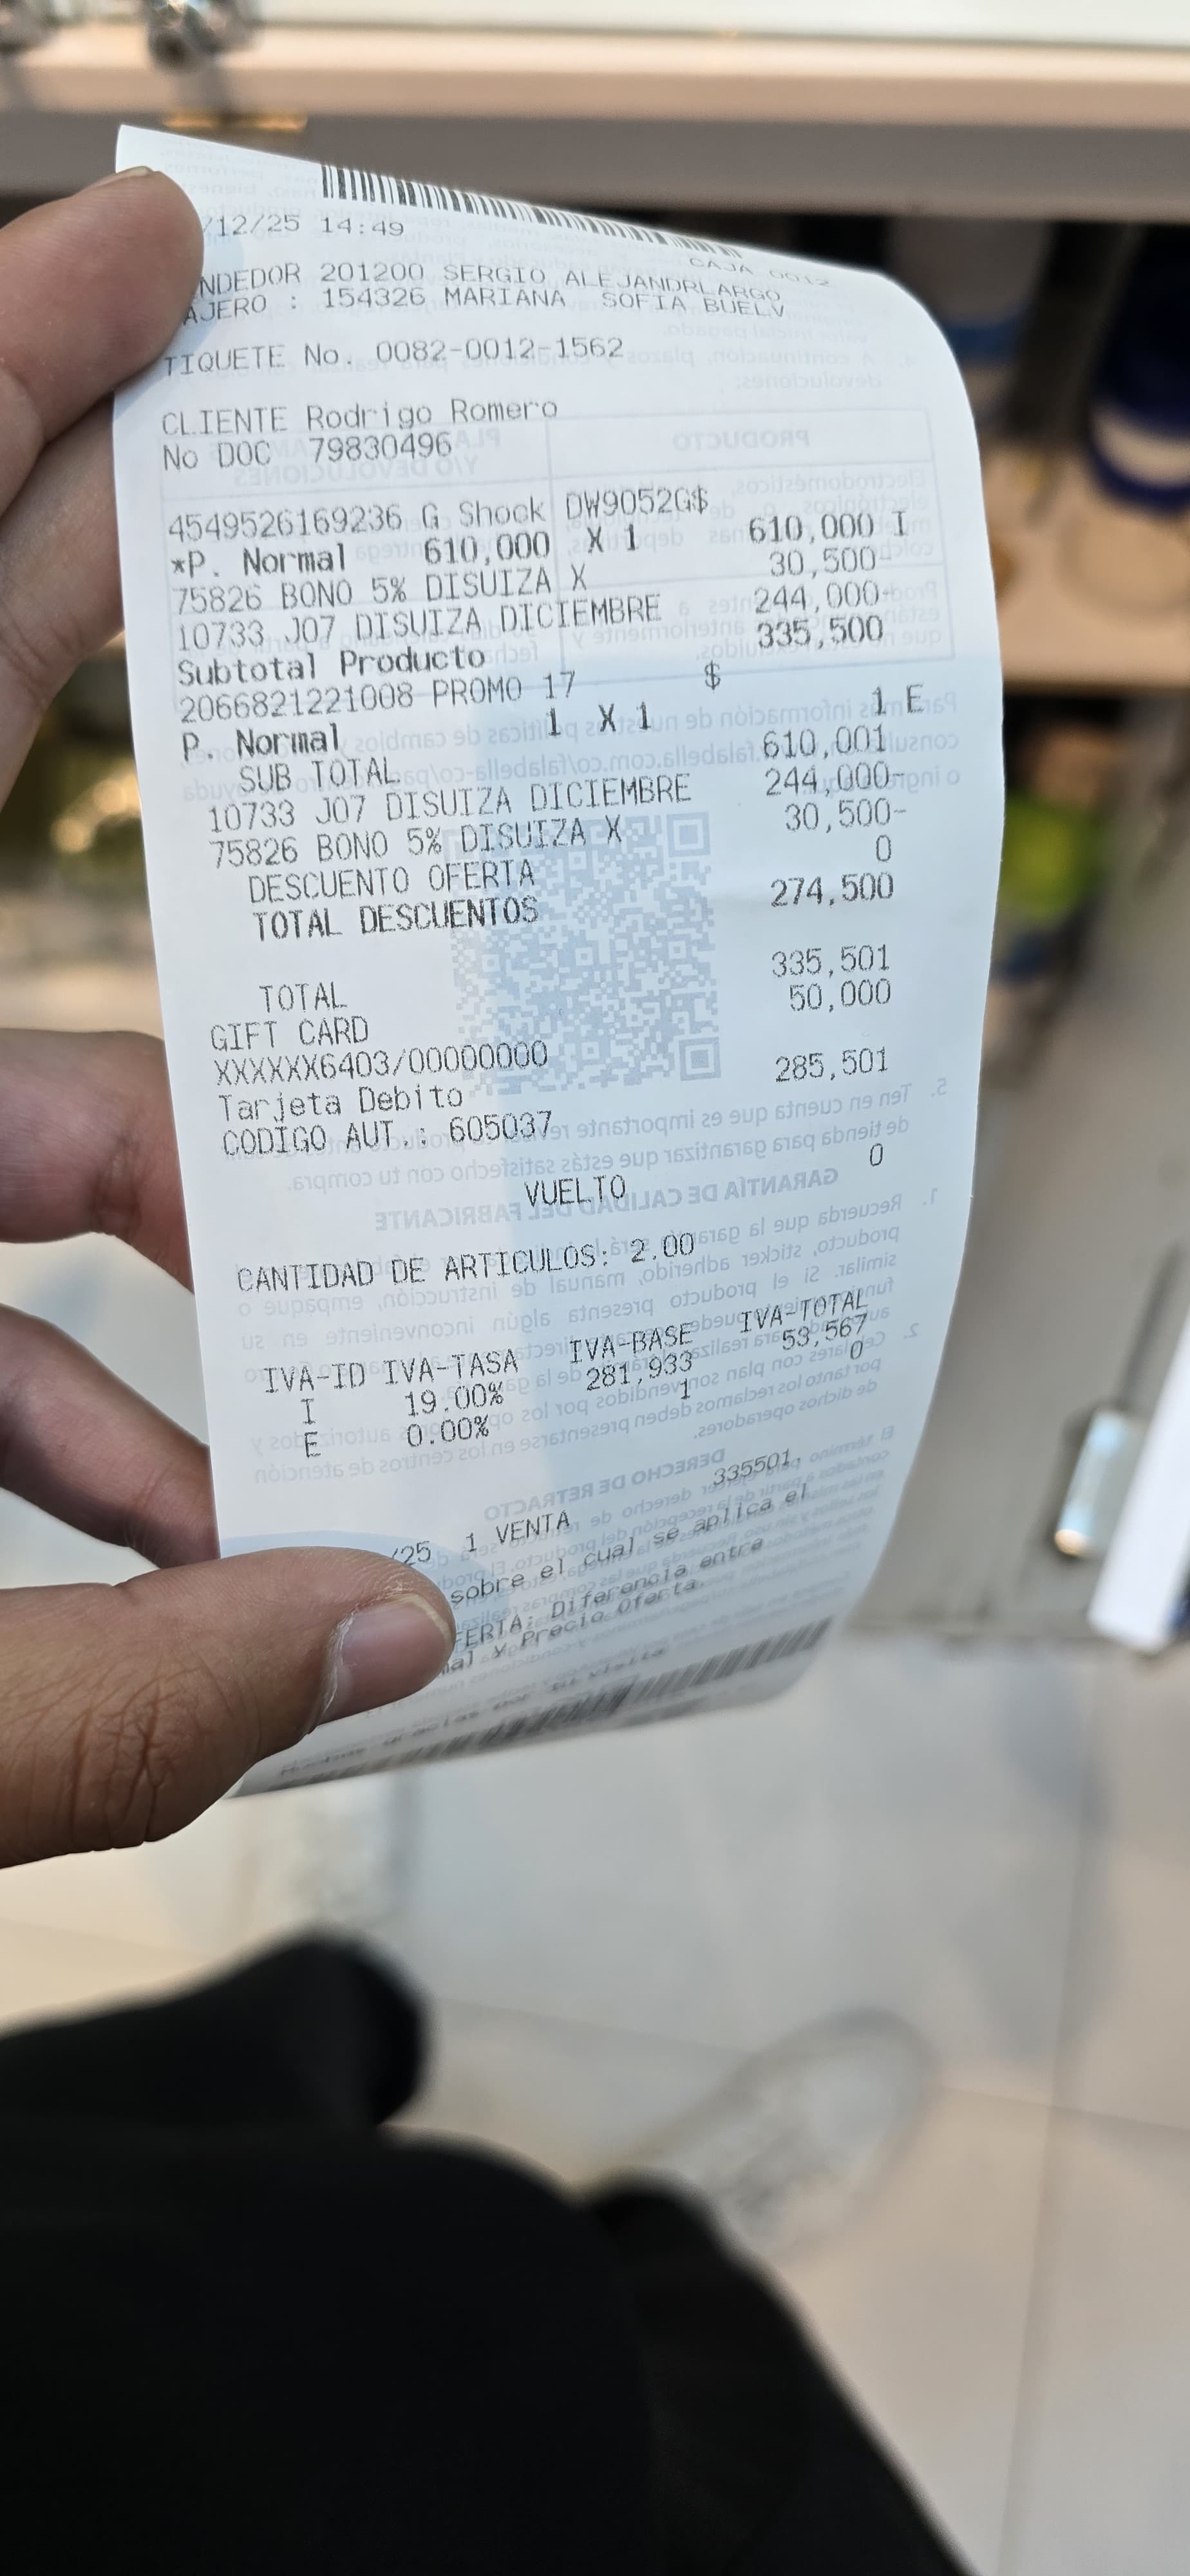 /12/25 14:49
CAJA 0012
NDEDOR 201200 SERGIO ALEJANDRLARGO
AJERO : 154326 MARIANA SOFIA BUELV
TIQUETE No. 0082-0012-1562
CLIENTE Rodrigo Romero
No DOC 79830496
4549526169236 G Shock DW9052G$
*P. Normal 610,000 X 1 610,000 I
75826 BONO 5% DISUIZA X 30,500-
10733 J07 DISUIZA DICIEMBRE 244,000-
Subtotal Producto 335,500
2066821221008 PROMO 17 $
P. Normal 1 X 1 1 E
SUB TOTAL 610,001
10733 J07 DISUIZA DICIEMBRE 244,000-
75826 BONO 5% DISUIZA X 30,500-
DESCUENTO OFERTA 0
TOTAL DESCUENTOS 274,500
TOTAL 335,501
GIFT CARD 50,000
XXXXXX6403/00000000
Tarjeta Debito 285,501
CODIGO AUT.: 605037
VUELTO 0
CANTIDAD DE ARTICULOS: 2.00
IVA-ID IVA-TASA IVA-BASE IVA-TOTAL
I 19.00% 281,933 53,567
E 0.00% 1 0
/25 1 VENTA 335501,
sobre el cual se aplica el
FERTA: Diferencia entre
mal y Precio Oferta.